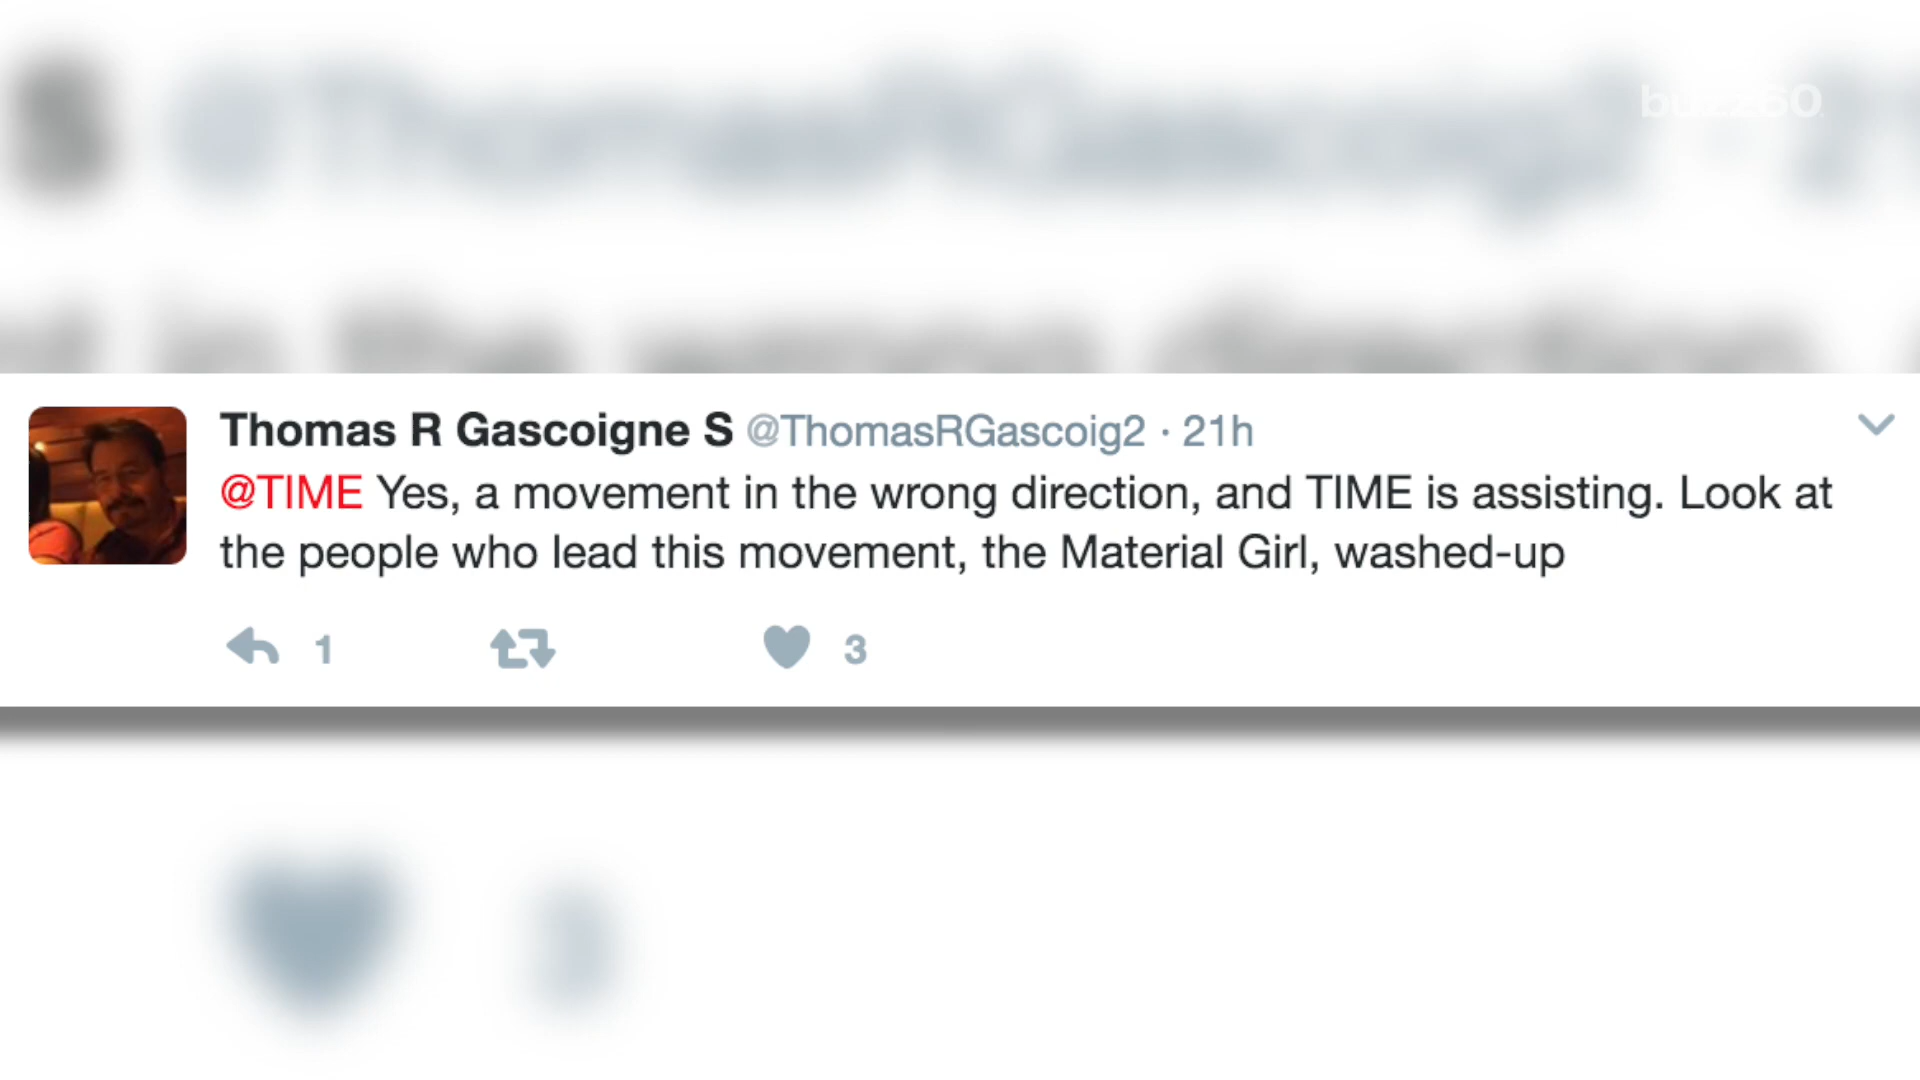 buzz60
Thomas R Gascoigne S @ThomasRGascoig2 · 21h
@TIME Yes, a movement in the wrong direction, and TIME is assisting. Look at
the people who lead this movement, the Material Girl, washed-up
1 3